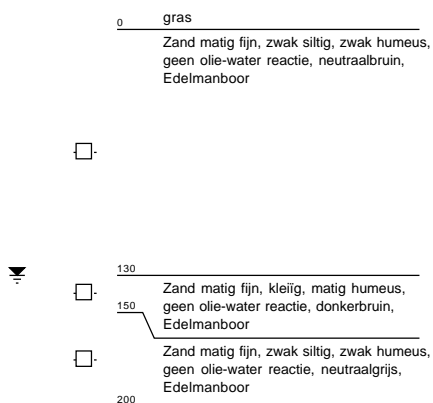 0 gras
Zand matig fijn, zwak siltig, zwak humeus,
geen olie-water reactie, neutraalbruin,
Edelmanboor
130
Zand matig fijn, kleiïg, matig humeus,
150 geen olie-water reactie, donkerbruin,
Edelmanboor
Zand matig fijn, zwak siltig, zwak humeus,
geen olie-water reactie, neutraalgrijs,
Edelmanboor
200